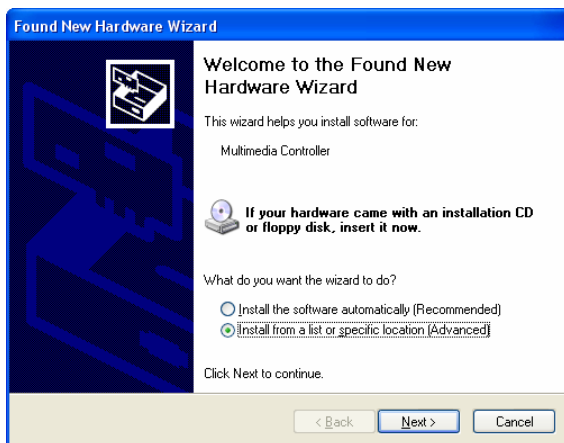 Found New Hardware Wizard
Welcome to the Found New
Hardware Wizard
This wizard helps you install software for:
Multimedia Controller
If your hardware came with an installation CD
or floppy disk, insert it now.
What do you want the wizard to do?
Install the software automatically (Recommended)
Install from a list or specific location (Advanced)
Click Next to continue.
< Back
Next >
Cancel